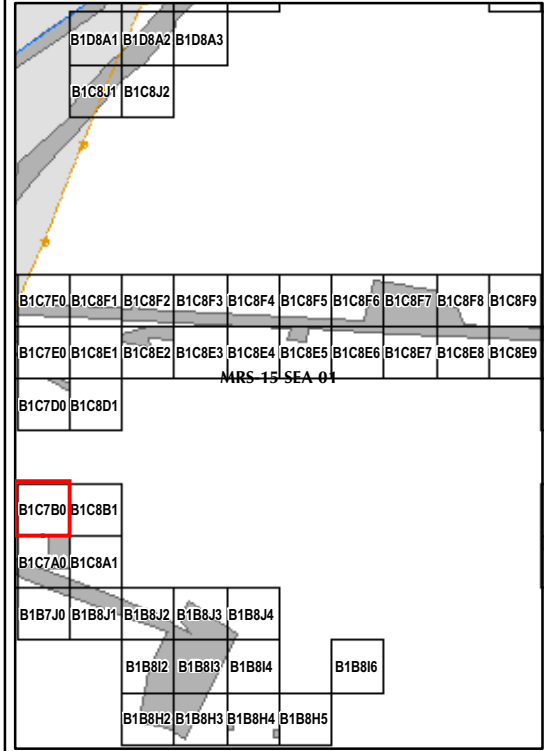 B1D8A1 B1D8A2 B1D8A3
B1C8J1 B1C8J2
B1C7F0 B1C8F1 B1C8F2 B1C8F3 B1C8F4 B1C8F5 B1C8F6 B1C8F7 B1C8F8 B1C8F9
B1C7E0 B1C8E1 B1C8E2 B1C8E3 B1C8E4 B1C8E5 B1C8E6 B1C8E7 B1C8E8 B1C8E9
MRS-15 SEA 01
B1C7D0 B1C8D1
B1C7B0 B1C8B1
B1C7A0 B1C8A1
B1B7J0 B1B8J1 B1B8J2 B1B8J3 B1B8J4
B1B8I2 B1B8I3 B1B8I4 B1B8I6
B1B8H2 B1B8H3 B1B8H4 B1B8H5